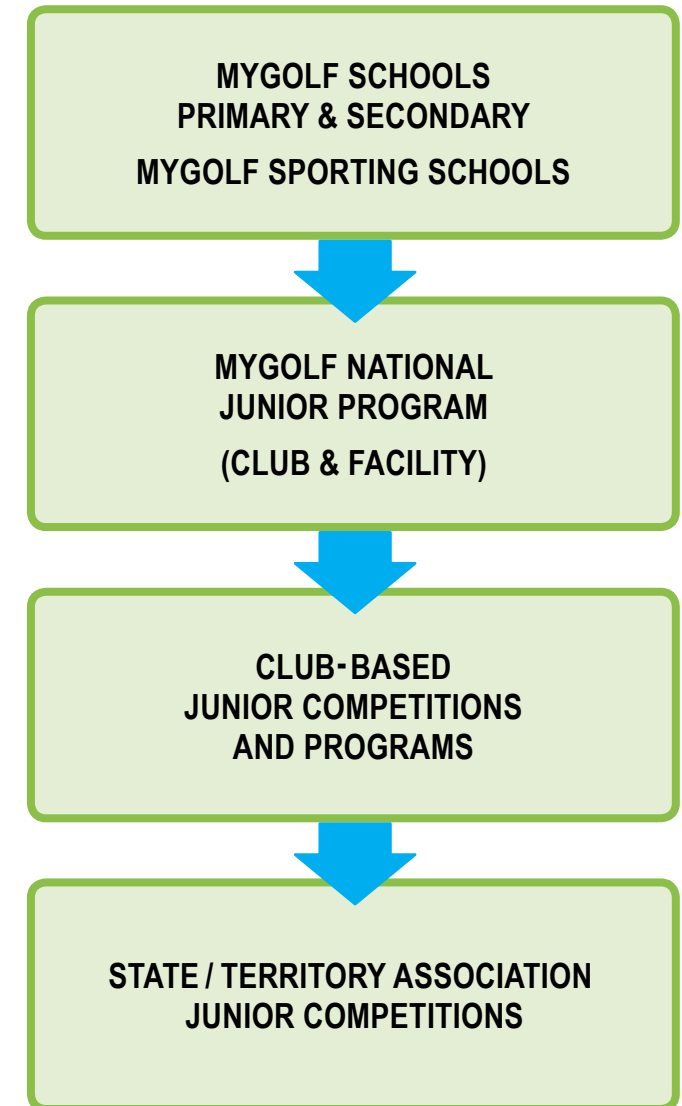 MYGOLF SCHOOLS
PRIMARY & SECONDARY
MYGOLF SPORTING SCHOOLS
MYGOLF NATIONAL
JUNIOR PROGRAM
(CLUB & FACILITY)
CLUB-BASED
JUNIOR COMPETITIONS
AND PROGRAMS
STATE / TERRITORY ASSOCIATION
JUNIOR COMPETITIONS